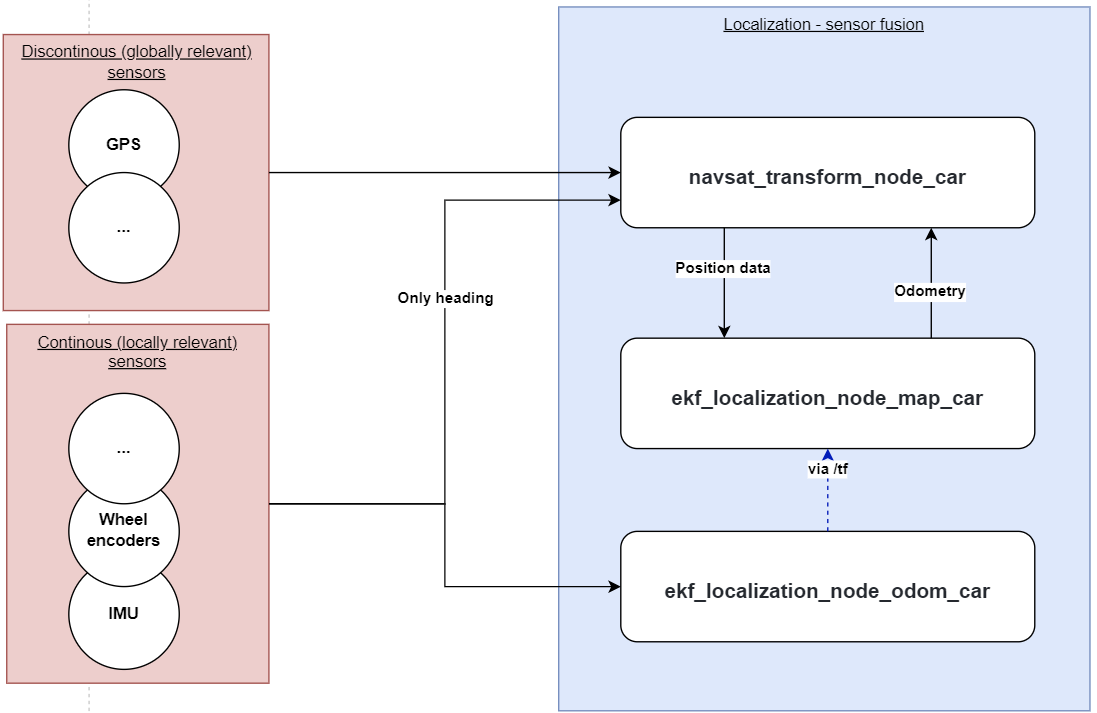 Localization - sensor fusion
Discontinous (globally relevant)
sensors
GPS
...
navsat_transform_node_car
Position data
Odometry
Only heading
Continous (locally relevant)
sensors
...
Wheel
encoders
IMU
ekf_localization_node_map_car
via /tf
ekf_localization_node_odom_car